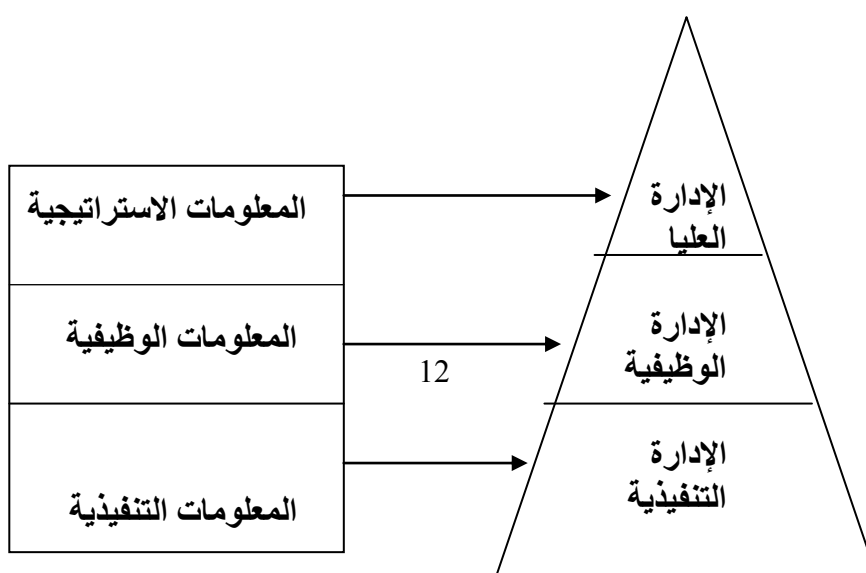 الإدارة
العليا
المعلومات الاستراتيجية
الإدارة
الوظيفية
المعلومات الوظيفية
12
الإدارة
التنفيذية
المعلومات التنفيذية